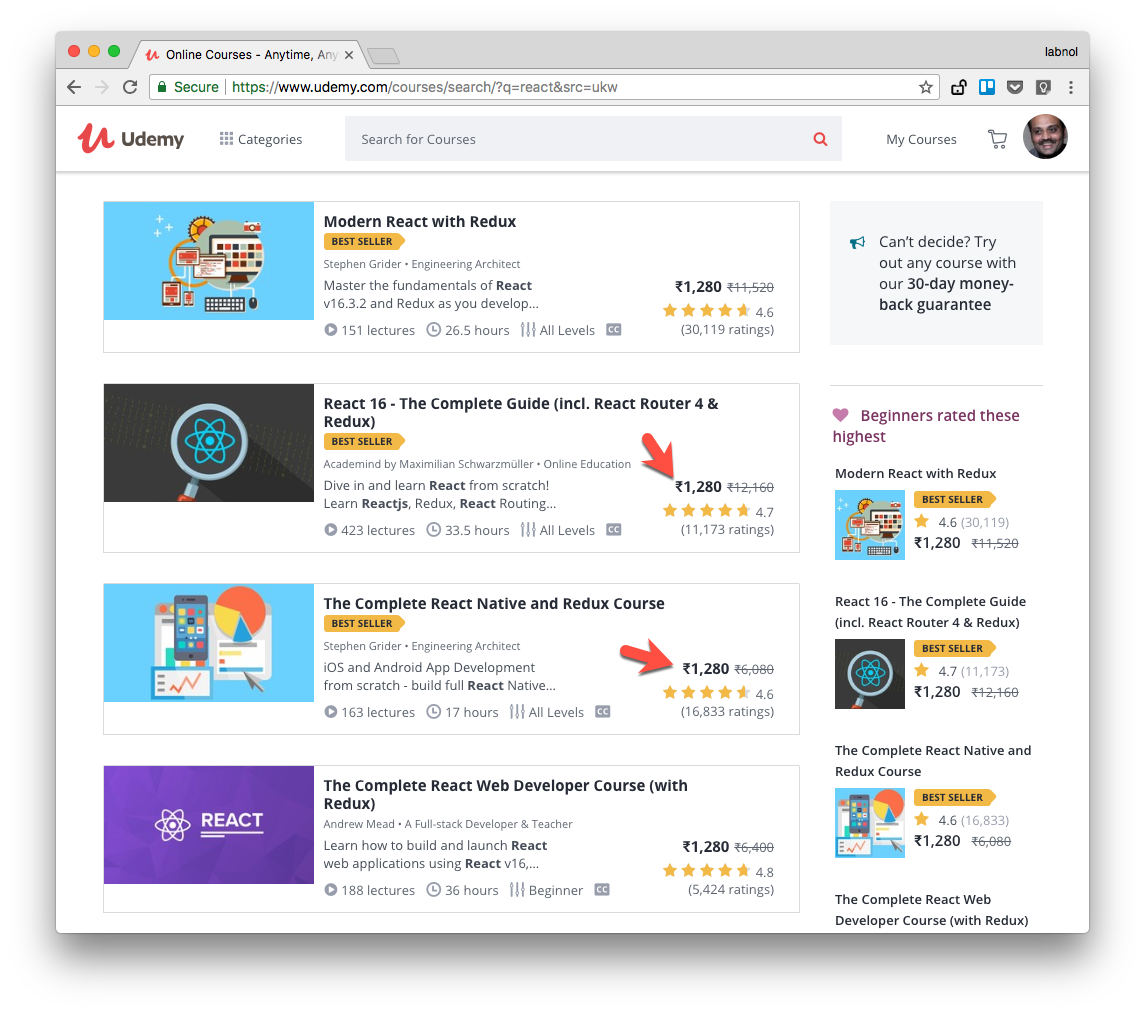 Online Courses - Anytime, Any
labnol
Secure
https://www.udemy.com/courses/search/?q=react&src=ukw
Udemy
Categories
Search for Courses
My Courses
Modern React with Redux
BEST SELLER
Stephen Grider • Engineering Architect
Master the fundamentals of React
v16.3.2 and Redux as you develop...
₹1,280 ₹11,520
4.6
(30,119 ratings)
151 lectures 26.5 hours All Levels CC
React 16 - The Complete Guide (incl. React Router 4 &
Redux)
BEST SELLER
Academind by Maximilian Schwarzmüller • Online Education
Dive in and learn React from scratch!
Learn Reactjs, Redux, React Routing...
₹1,280 ₹12,160
4.7
(11,173 ratings)
423 lectures 33.5 hours All Levels CC
The Complete React Native and Redux Course
BEST SELLER
Stephen Grider • Engineering Architect
iOS and Android App Development
from scratch - build full React Native...
₹1,280 ₹6,080
4.6
(16,833 ratings)
163 lectures 17 hours All Levels CC
REACT
The Complete React Web Developer Course (with
Redux)
Andrew Mead • A Full-stack Developer & Teacher
Learn how to build and launch React
web applications using React v16,...
₹1,280 ₹6,400
4.8
(5,424 ratings)
188 lectures 36 hours Beginner CC
Can't decide? Try
out any course with
our 30-day money-
back guarantee
Beginners rated these
highest
Modern React with Redux
BEST SELLER
4.6 (30,119)
₹1,280 ₹11,520
React 16 - The Complete Guide
(incl. React Router 4 & Redux)
BEST SELLER
4.7 (11,173)
₹1,280 ₹12,160
The Complete React Native and
Redux Course
BEST SELLER
4.6 (16,833)
₹1,280 ₹6,080
The Complete React Web
Developer Course (with Redux)